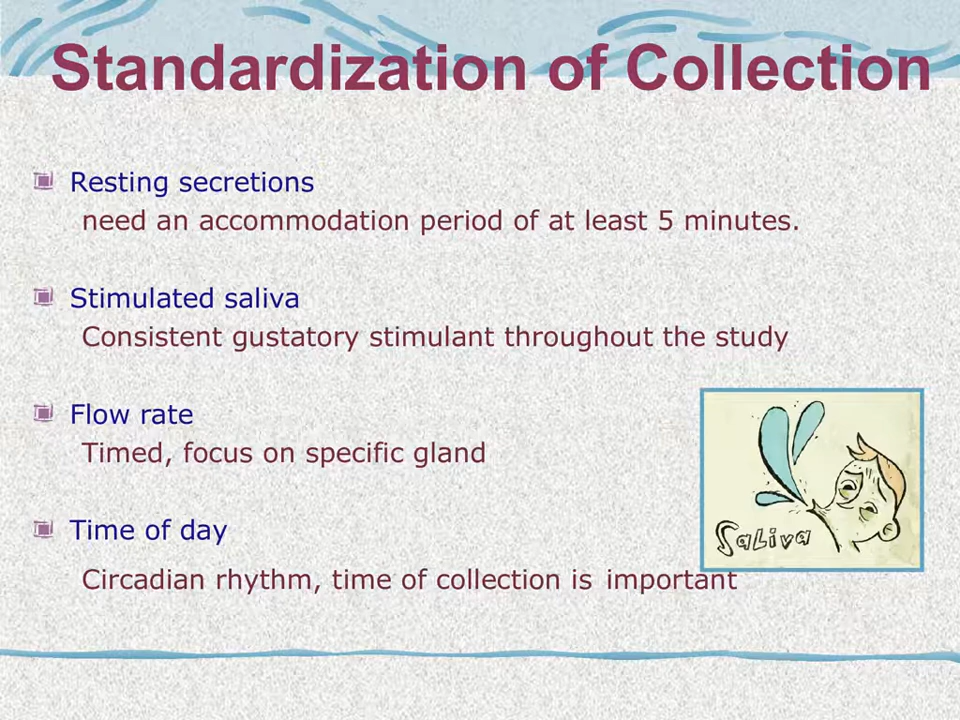 Standardization of Collection
Resting secretions
need an accommodation period of at least 5 minutes.
Stimulated saliva
Consistent gustatory stimulant throughout the study
Flow rate
Timed, focus on specific gland
Saliva
Time of day
Circadian rhythm, time of collection is important